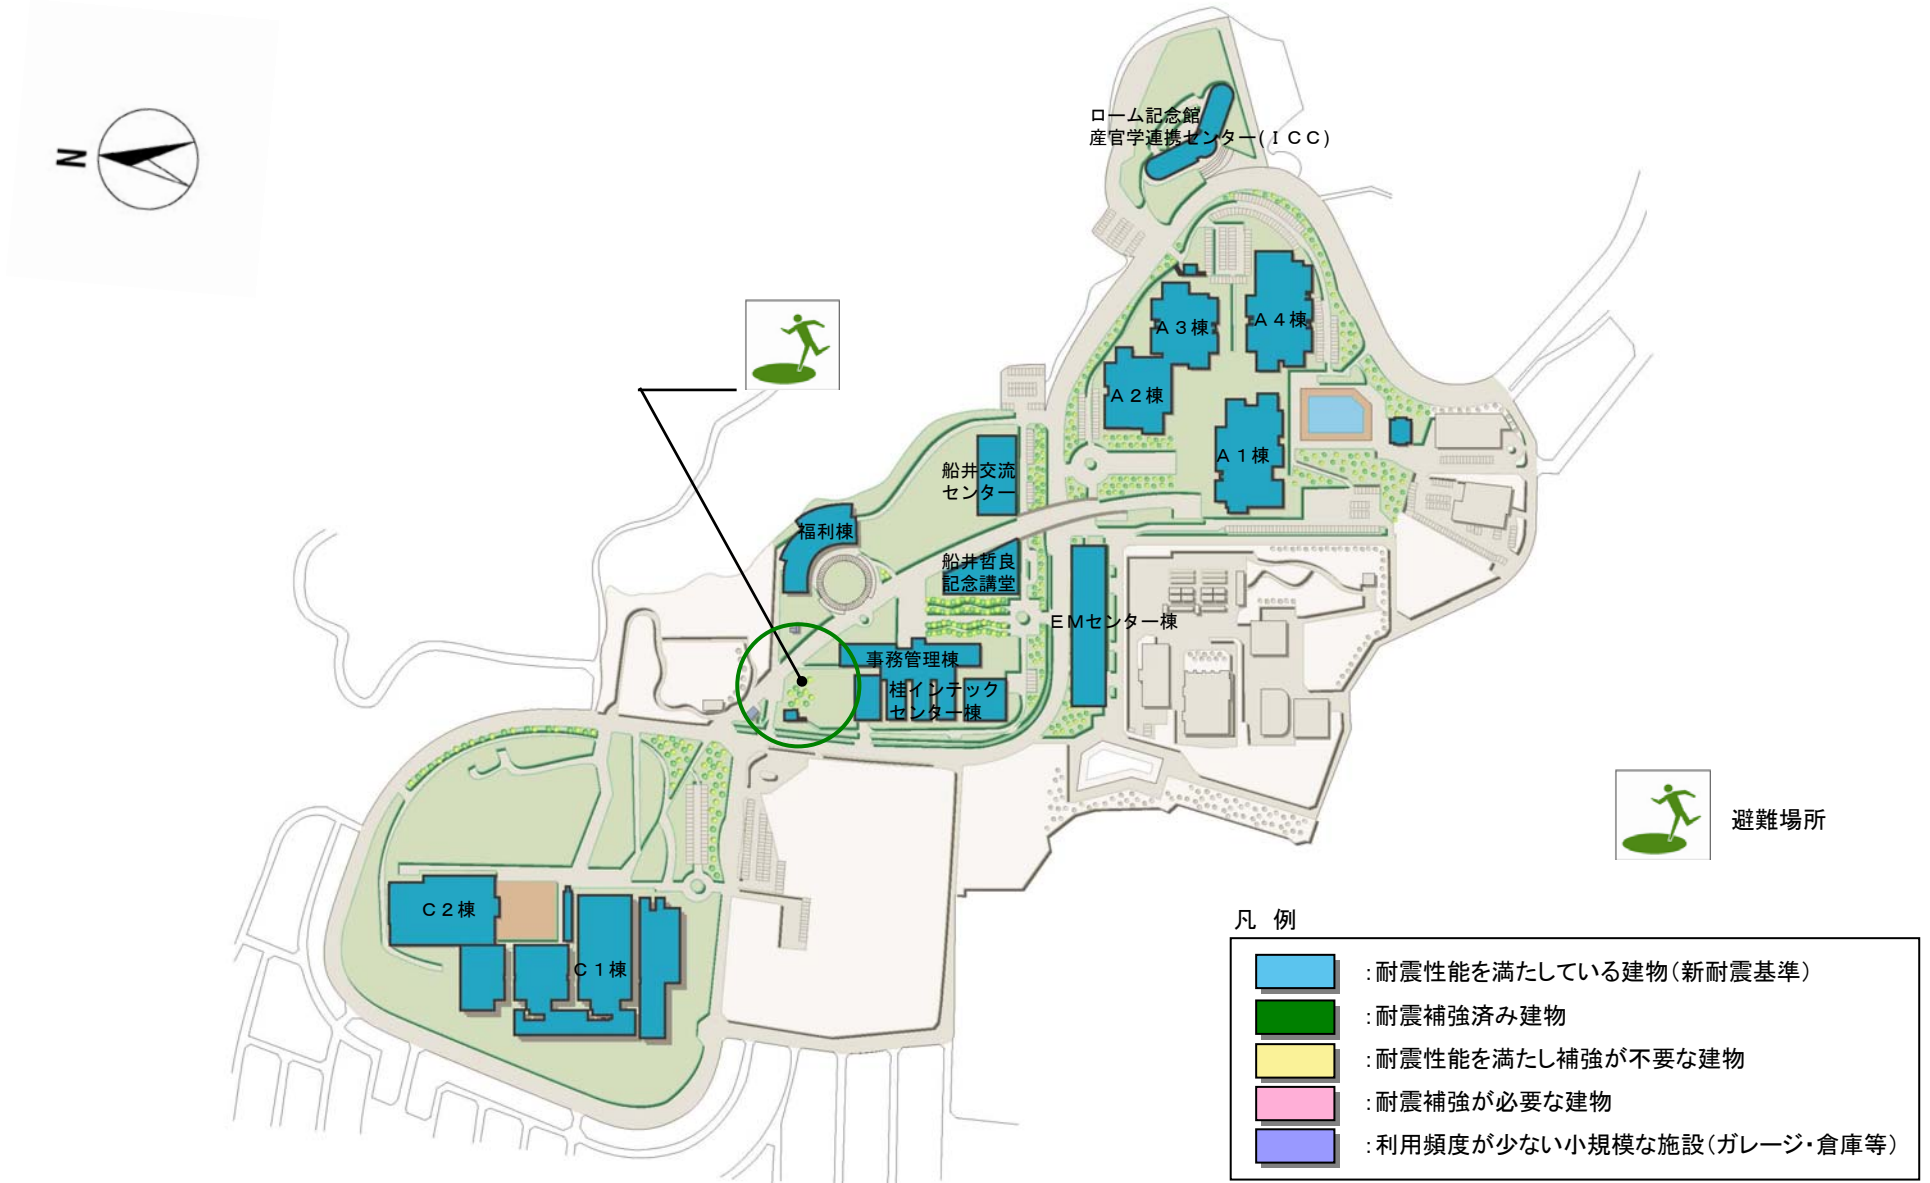 N
ローム記念館
産官学連携センター(ＩＣＣ)
Ａ３棟
Ａ４棟
Ａ２棟
Ａ１棟
船井交流
センター
福利棟
船井哲良
記念講堂
ＥＭセンター棟
事務管理棟
桂インテック
センター棟
避難場所
Ｃ２棟
Ｃ１棟
凡 例
：耐震性能を満たしている建物（新耐震基準）
：耐震補強済み建物
：耐震性能を満たし補強が不要な建物
：耐震補強が必要な建物
：利用頻度が少ない小規模な施設（ガレージ・倉庫等）